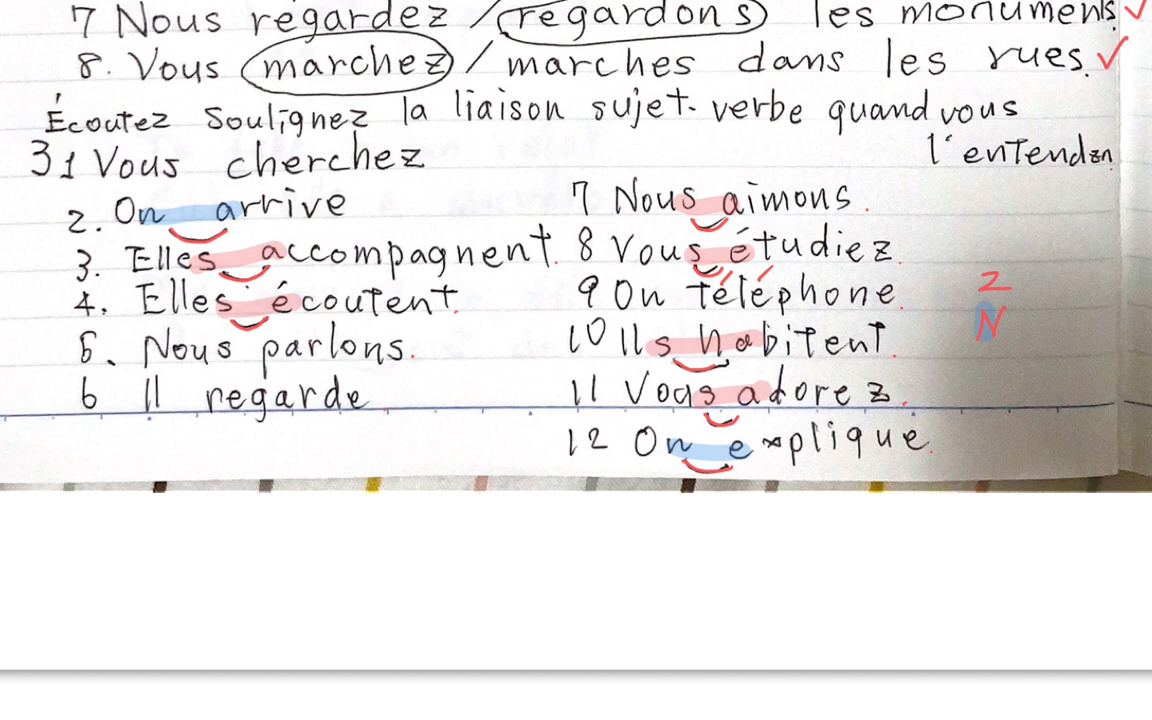 7 Nous regardez / regardons les monuments.
8. Vous marchez / marches dans les rues.
Écoutez Soulignez la liaison sujet-verbe quand vous
l'entendez
3 1 Vous cherchez
2. On arrive
3. Elles accompagnent.
4. Elles écoutent.
5. Nous parlons.
6 Il regarde
7 Nous aimons.
8 Vous étudiez.
9 On téléphone.
10 Ils habitent.
11 Vous adorez.
12 On explique.
Z
N